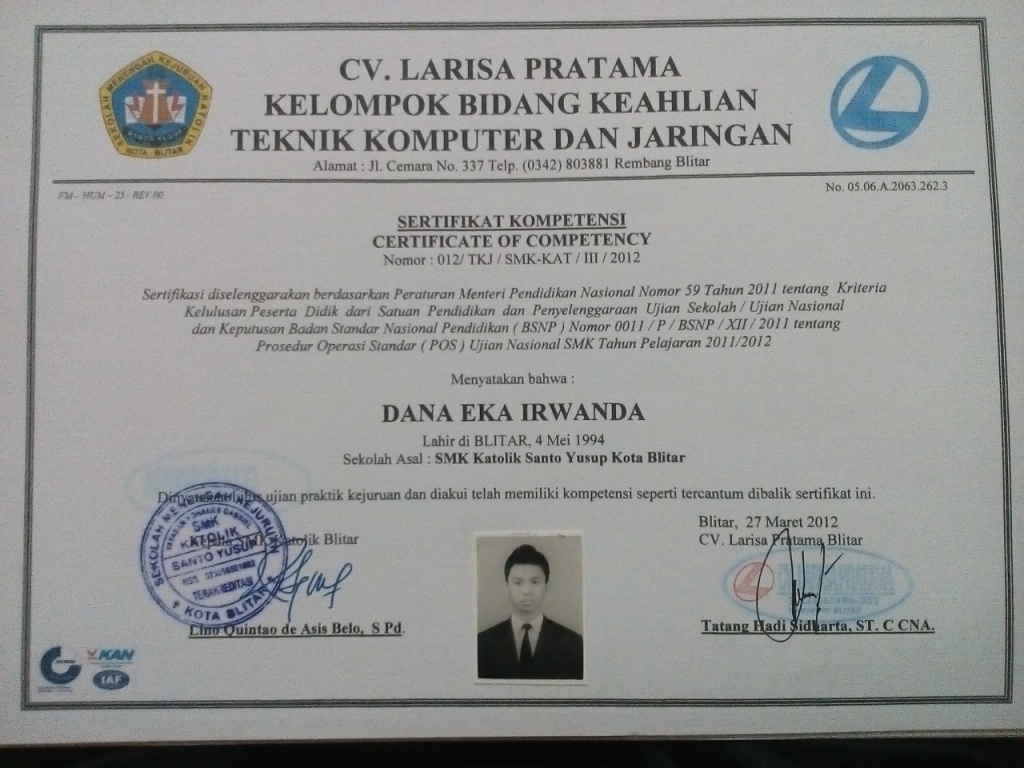 CV. LARISA PRATAMA
KELOMPOK BIDANG KEAHLIAN
TEKNIK KOMPUTER DAN JARINGAN
Alamat : Jl. Cemara No. 337 Telp. (0342) 803881 Rembang Blitar
SEKOLAH MENENGAH KEJURUAN KATOLIK
SANTO YUSUP
KOTA BLITAR
FM – HUM – 25 / REV.00
No. 05.06.A.2063.262.3
SERTIFIKAT KOMPETENSI
CERTIFICATE OF COMPETENCY
Nomor : 012/ TKJ / SMK-KAT / III / 2012
Sertifikasi diselenggarakan berdasarkan Peraturan Menteri Pendidikan Nasional Nomor 59 Tahun 2011 tentang Kriteria
Kelulusan Peserta Didik dari Satuan Pendidikan dan Penyelenggaraan Ujian Sekolah / Ujian Nasional
dan Keputusan Badan Standar Nasional Pendidikan ( BSNP ) Nomor 0011 / P / BSNP / XII / 2011 tentang
Prosedur Operasi Standar ( POS ) Ujian Nasional SMK Tahun Pelajaran 2011/2012
Menyatakan bahwa :
DANA EKA IRWANDA
Lahir di BLITAR, 4 Mei 1994
Sekolah Asal : SMK Katolik Santo Yusup Kota Blitar
Dinyatakan lulus ujian praktik kejuruan dan diakui telah memiliki kompetensi seperti tercantum dibalik sertifikat ini.
Kepala SMK Katolik Blitar
SEKOLAH MENENGAH KEJURUAN
SMK
KATOLIK
SANTO YUSUP
TERAKREDITASI
KOTA BLITAR
Lino Quintao de Asis Belo, S Pd.
Blitar, 27 Maret 2012
CV. Larisa Pratama Blitar
Tatang Hadi Sidharta, ST. C CNA.
KAN
IAF